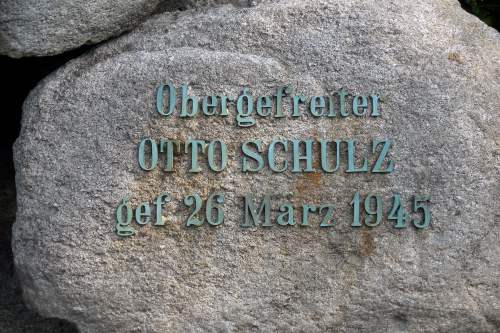 Obergefreiter
OTTO SCHULZ
gef 26 März 1945